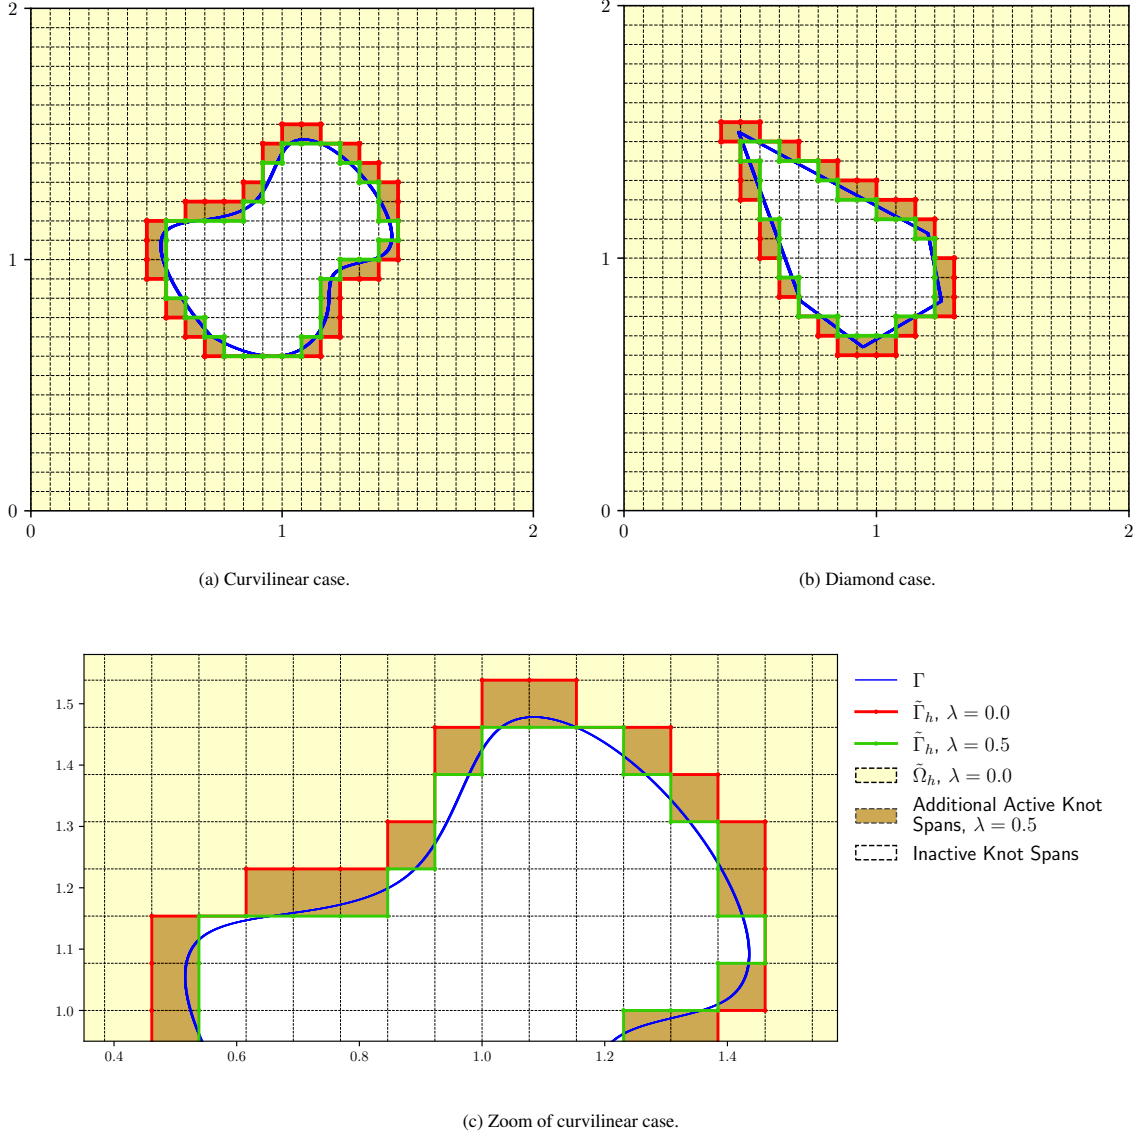 2
1
0
0
1
2
(a) Curvilinear case.
2
1
0
0
1
2
(b) Diamond case.
1.5
1.4
1.3
1.2
1.1
1.0
0.4
0.6
0.8
1.0
1.2
1.4
Γ
Γ̃ₕ, λ = 0.0
Γ̃ₕ, λ = 0.5
Ω̃ₕ, λ = 0.0
Additional Active Knot
Spans, λ = 0.5
Inactive Knot Spans
(c) Zoom of curvilinear case.